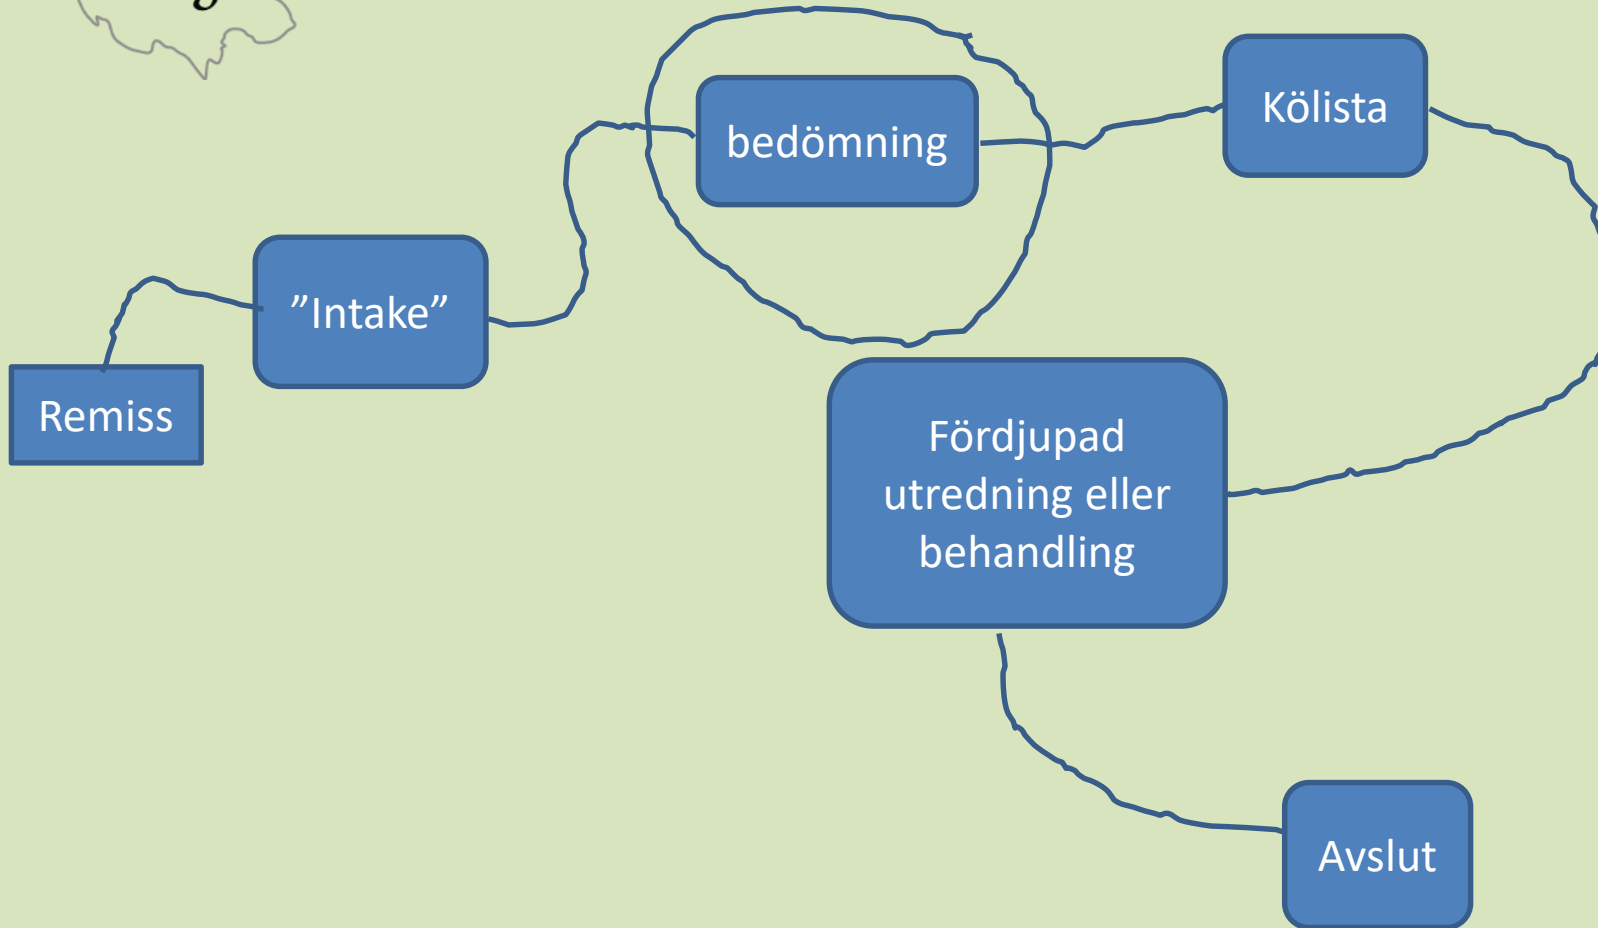 bedömning
Kölista
”Intake”
Remiss
Fördjupad
utredning eller
behandling
Avslut